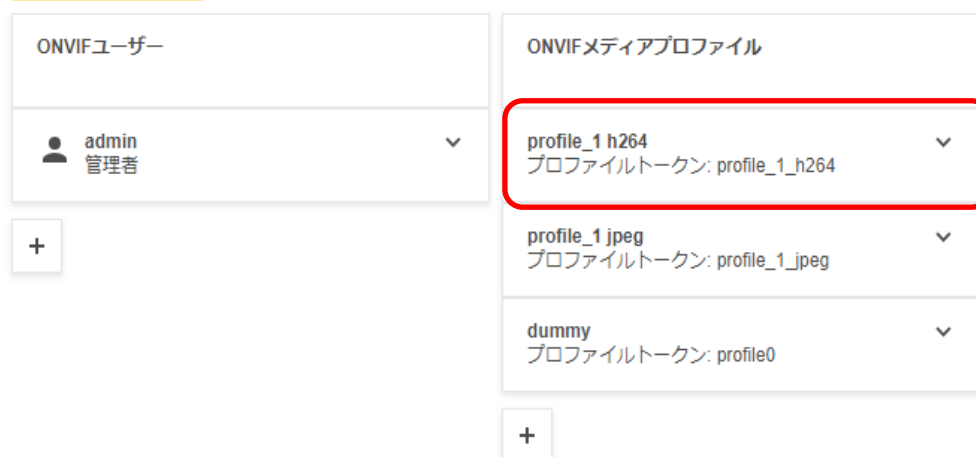 ONVIFユーザー
admin
管理者
+
ONVIFメディアプロファイル
profile_1 h264
プロファイルトークン: profile_1_h264
profile_1 jpeg
プロファイルトークン: profile_1_jpeg
dummy
プロファイルトークン: profile0
+